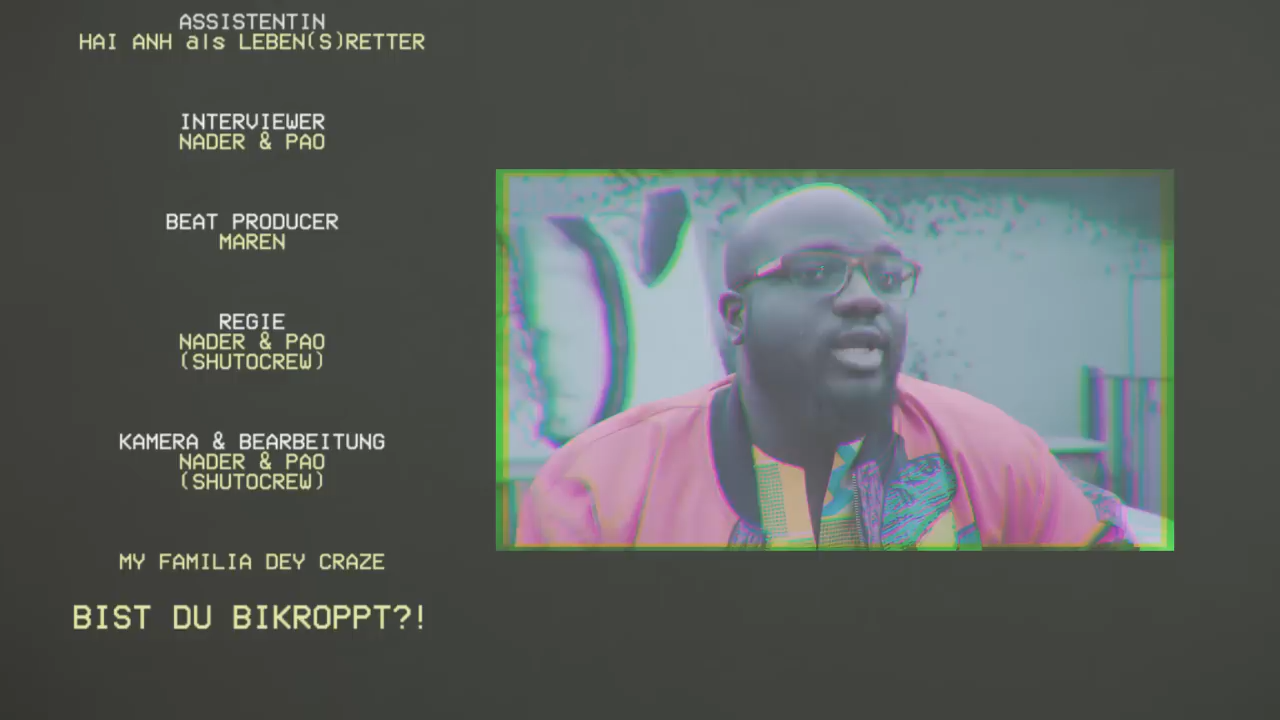 ASSISTENTIN
HAI ANH als LEBEN(S)RETTER
INTERVIEWER
NADER & PAO
BEAT PRODUCER
MAREN
REGIE
NADER & PAO
(SHUTOCREW)
KAMERA & BEARBEITUNG
NADER & PAO
(SHUTOCREW)
MY FAMILIA DEY CRAZE
BIST DU BIKROPPT?!